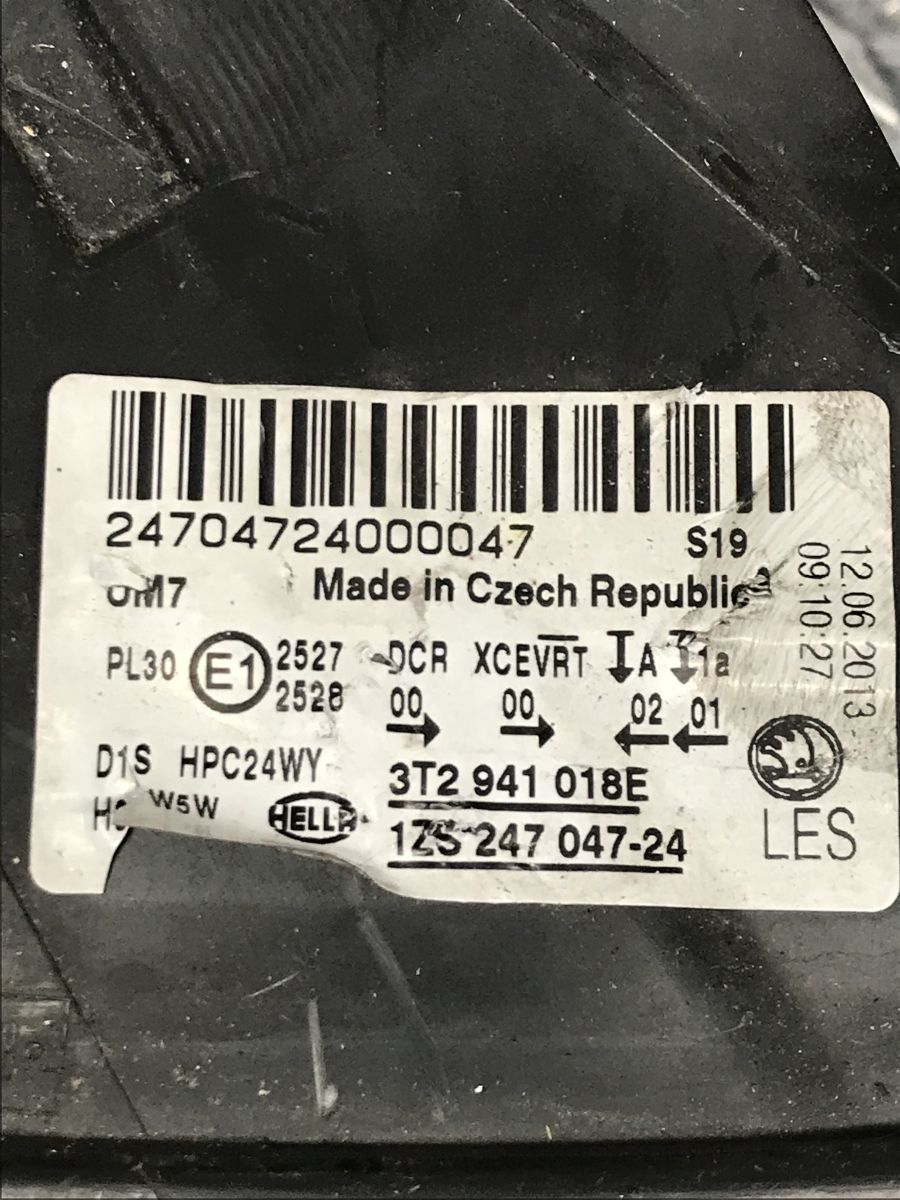 24704724000047 S19
12.06.2013
09:10:27
Made in Czech Republic
PL30 E1 2527 DCR XCEVRT A 1a
2528 00 00 02 01
D1S HPC24WY 3T2 941 018E
W5W HELLA 1ZS 247 047-24
LES